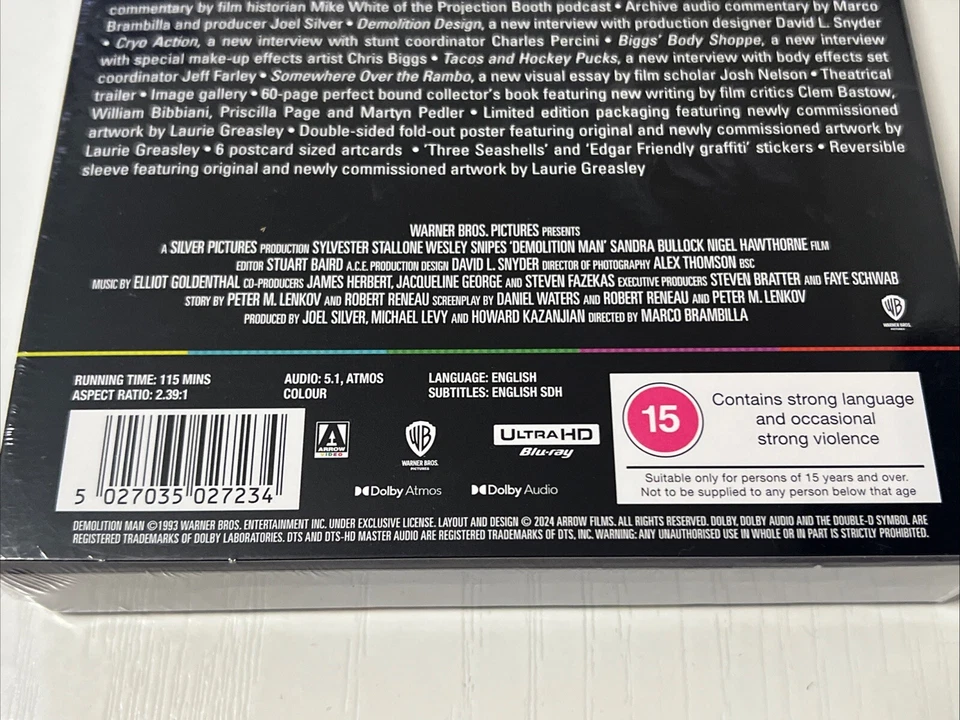 commentary by film historian Mike White of the Projection Booth podcast • Archive audio commentary by Marco
Brambilla and producer Joel Silver • Demolition Design, a new interview with production designer David L. Snyder
• Cryo Action, a new interview with stunt coordinator Charles Percini • Biggs' Body Shoppe, a new interview
with special make-up effects artist Chris Biggs • Tacos and Hockey Pucks, a new interview with body effects set
coordinator Jeff Farley • Somewhere Over the Rambo, a new visual essay by film scholar Josh Nelson • Theatrical
trailer • Image gallery • 60-page perfect bound collector's book featuring new writing by film critics Clem Bastow,
William Bibbiani, Priscilla Page and Martyn Pedler • Limited edition packaging featuring newly commissioned
artwork by Laurie Greasley • Double-sided fold-out poster featuring original and newly commissioned artwork by
Laurie Greasley • 6 postcard sized artcards • 'Three Seashells' and 'Edgar Friendly graffiti' stickers • Reversible
sleeve featuring original and newly commissioned artwork by Laurie Greasley
WARNER BROS. PICTURES PRESENTS
A SILVER PICTURES PRODUCTION SYLVESTER STALLONE WESLEY SNIPES 'DEMOLITION MAN' SANDRA BULLOCK NIGEL HAWTHORNE FILM
EDITOR STUART BAIRD A.C.E. PRODUCTION DESIGN DAVID L. SNYDER DIRECTOR OF PHOTOGRAPHY ALEX THOMSON BSC
MUSIC BY ELLIOT GOLDENTHAL CO-PRODUCERS JAMES HERBERT, JACQUELINE GEORGE AND STEVEN FAZEKAS EXECUTIVE PRODUCERS STEVEN BRATTER AND FAYE SCHWAB
STORY BY PETER M. LENKOV AND ROBERT RENEAU SCREENPLAY BY DANIEL WATERS AND ROBERT RENEAU AND PETER M. LENKOV
PRODUCED BY JOEL SILVER, MICHAEL LEVY AND HOWARD KAZANJIAN DIRECTED BY MARCO BRAMBILLA
WB
WARNER BROS.
PICTURES
RUNNING TIME: 115 MINS
ASPECT RATIO: 2.39:1
AUDIO: 5.1, ATMOS
COLOUR
LANGUAGE: ENGLISH
SUBTITLES: ENGLISH SDH
5 027035 027234
ARROW
VIDEO
WB
WARNER BROS.
PICTURES
ULTRA HD
Blu-ray
Dolby Atmos
Dolby Audio
15
Contains strong language
and occasional
strong violence
Suitable only for persons of 15 years and over.
Not to be supplied to any person below that age
DEMOLITION MAN ©1993 WARNER BROS. ENTERTAINMENT INC. UNDER EXCLUSIVE LICENSE. LAYOUT AND DESIGN © 2024 ARROW FILMS. ALL RIGHTS RESERVED. DOLBY, DOLBY AUDIO AND THE DOUBLE-D SYMBOL ARE
REGISTERED TRADEMARKS OF DOLBY LABORATORIES. DTS AND DTS-HD MASTER AUDIO ARE REGISTERED TRADEMARKS OF DTS, INC. WARNING: ANY UNAUTHORISED USE IN WHOLE OR IN PART IS STRICTLY PROHIBITED.